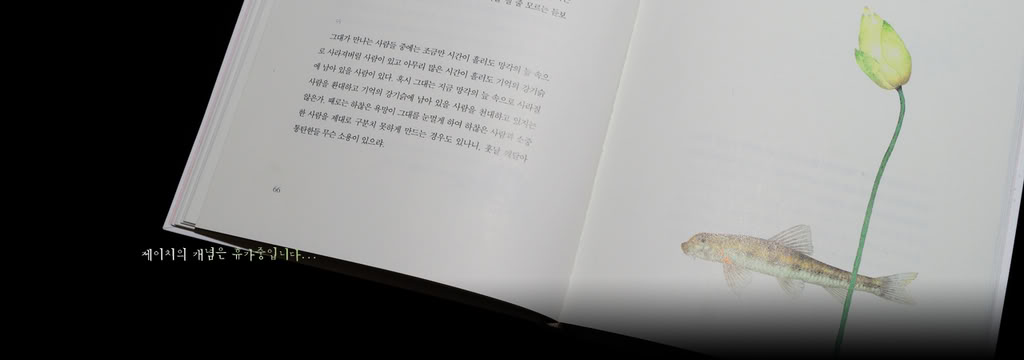 줄 모르는 듯보
그대가 만나는 사람들 중에는 조금만 시간이 흘러도 망각의 늪 속으
로 사라져버릴 사람이 있고 아무리 많은 시간이 흘러도 기억의 강기슭
에 남아 있을 사람이 있다. 혹시 그대는 지금 망각의 늪 속으로 사라질
사람을 환대하고 기억의 강기슭에 남아 있을 사람을 천대하고 있지는
않은가. 때로는 하찮은 욕망이 그대를 눈멀게 하여 하찮은 사람과 소중
한 사람을 제대로 구분치 못하게 만드는 경우도 있나니, 훗날 깨달아
통탄한들 무슨 소용이 있으랴.
66
제이치의 개념은 휴가중입니다...